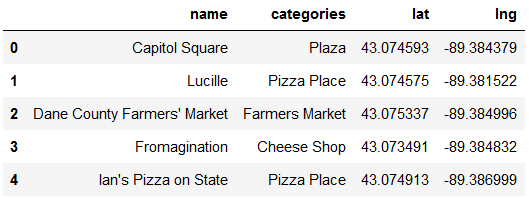 name categories lat lng
0 Capitol Square Plaza 43.074593 -89.384379
1 Lucille Pizza Place 43.074575 -89.381522
2 Dane County Farmers' Market Farmers Market 43.075337 -89.384996
3 Fromagination Cheese Shop 43.073491 -89.384832
4 Ian's Pizza on State Pizza Place 43.074913 -89.386999